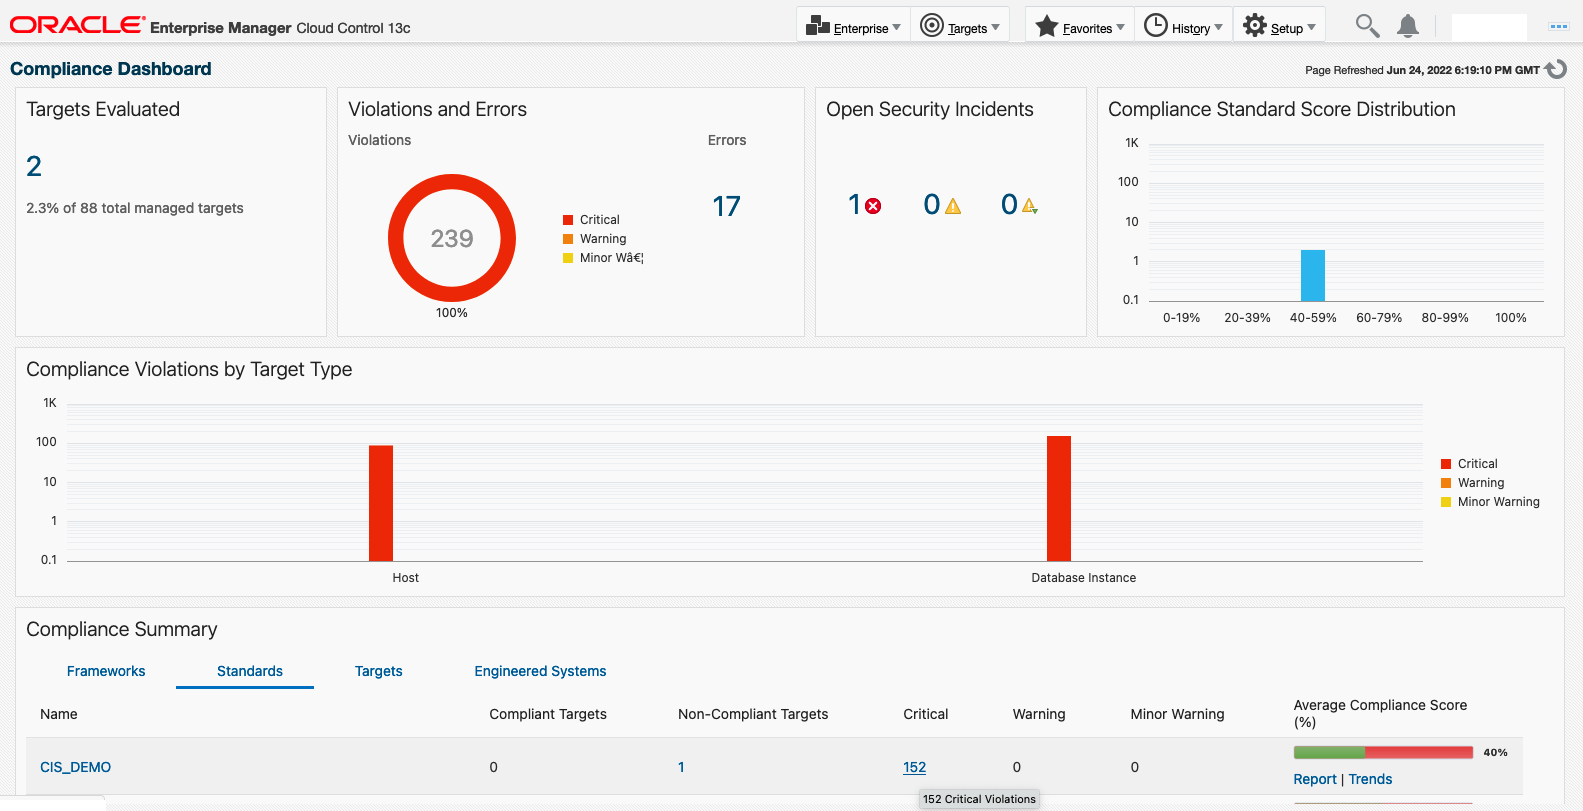 ORACLE Enterprise Manager Cloud Control 13c
Enterprise Targets Favorites History Setup
Compliance Dashboard
Page Refreshed Jun 24, 2022 6:19:10 PM GMT
Targets Evaluated
2
2.3% of 88 total managed targets
Violations and Errors
Violations Errors
239
100%
Critical
Warning
Minor Wâ€¦
17
Open Security Incidents
1 0 0
Compliance Standard Score Distribution
1K
100
10
1
0.1
0-19% 20-39% 40-59% 60-79% 80-99% 100%
Compliance Violations by Target Type
1K
100
10
1
0.1
Host Database Instance
Critical
Warning
Minor Warning
Compliance Summary
Frameworks Standards Targets Engineered Systems
Name Compliant Targets Non-Compliant Targets Critical Warning Minor Warning Average Compliance Score
(%)
CIS_DEMO 0 1 152 0 0 40%
Report | Trends
152 Critical Violations